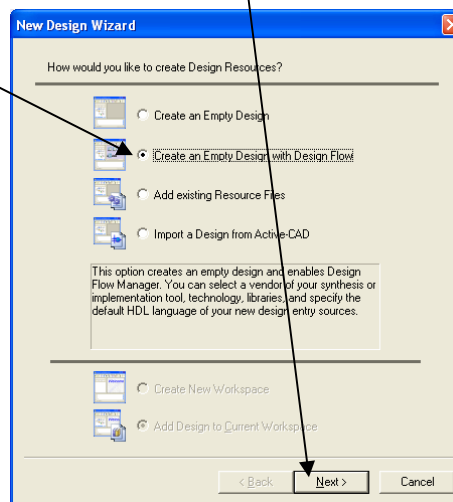 New Design Wizard
How would you like to create Design Resources?
Create an Empty Design
Create an Empty Design with Design Flow
Add existing Resource Files
Import a Design from Active-CAD
This option creates an empty design and enables Design
Flow Manager. You can select a vendor of your synthesis or
implementation tool, technology, libraries, and specify the
default HDL language of your new design entry sources.
Create New Workspace
Add Design to Current Workspace
< Back Next > Cancel